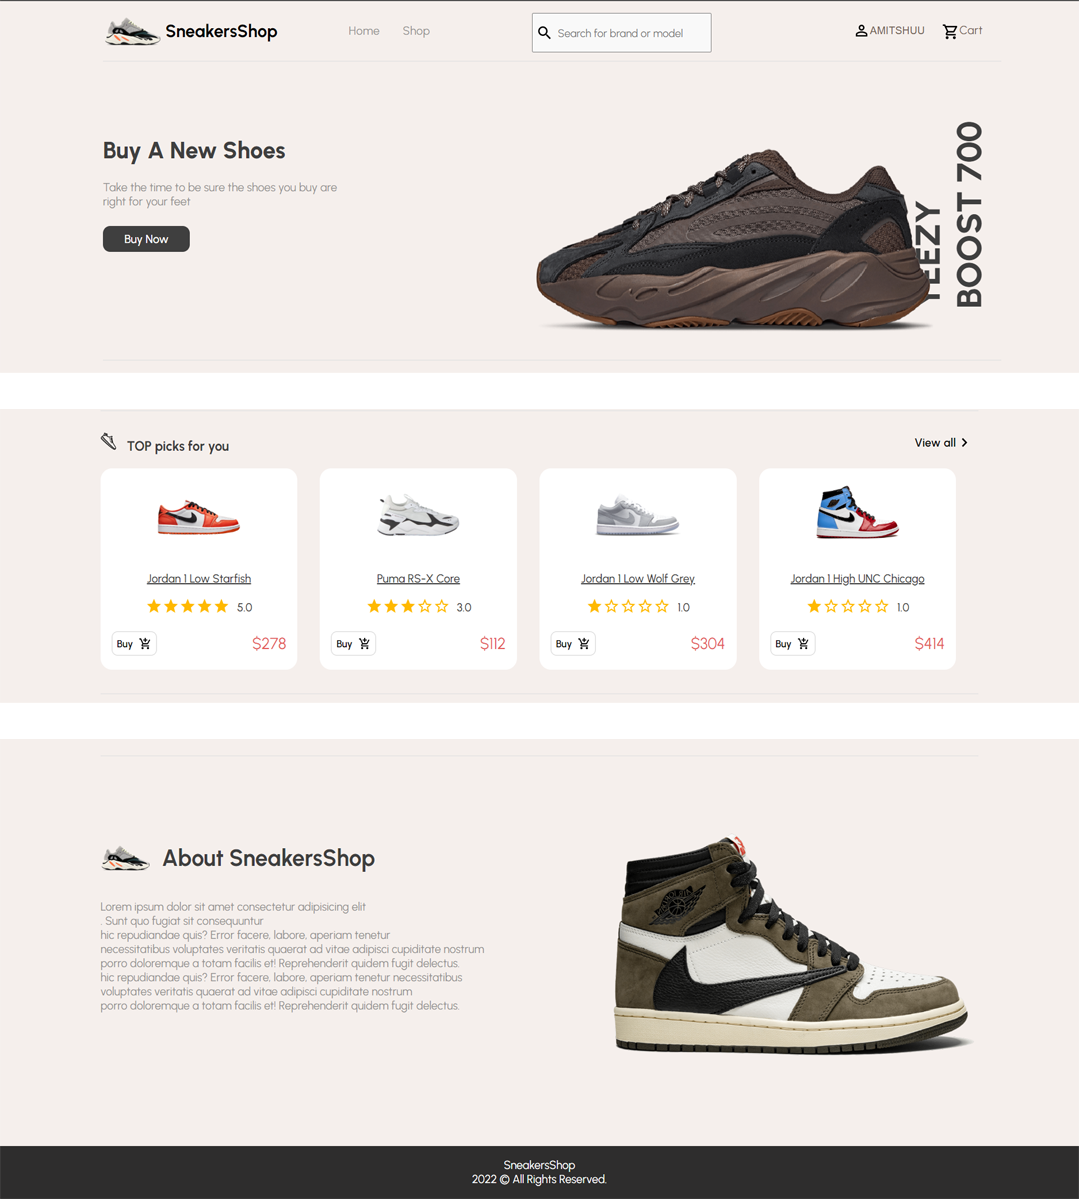 SneakersShop
Home
Shop
Search for brand or model
AMITSHUU
Cart
Buy A New Shoes
Take the time to be sure the shoes you buy are
right for your feet
Buy Now
BOOST 700
TOP picks for you
View all
Jordan 1 Low Starfish
5.0
Buy
$278
Puma RS-X Core
3.0
Buy
$112
Jordan 1 Low Wolf Grey
1.0
Buy
$304
Jordan 1 High UNC Chicago
1.0
Buy
$414
About SneakersShop
Lorem ipsum dolor sit amet consectetur adipisicing elit
. Sunt quo fugiat sit consequuntur
hic repudiandae quis? Error facere, labore, aperiam tenetur
necessitatibus voluptates veritatis quaerat ad vitae adipisci cupiditate nostrum
porro doloremque a totam facilis et! Reprehenderit quidem fugit delectus.
hic repudiandae quis? Error facere, labore, aperiam tenetur necessitatibus
voluptates veritatis quaerat ad vitae adipisci cupiditate nostrum
porro doloremque a totam facilis et! Reprehenderit quidem fugit delectus.
SneakersShop
2022 © All Rights Reserved.